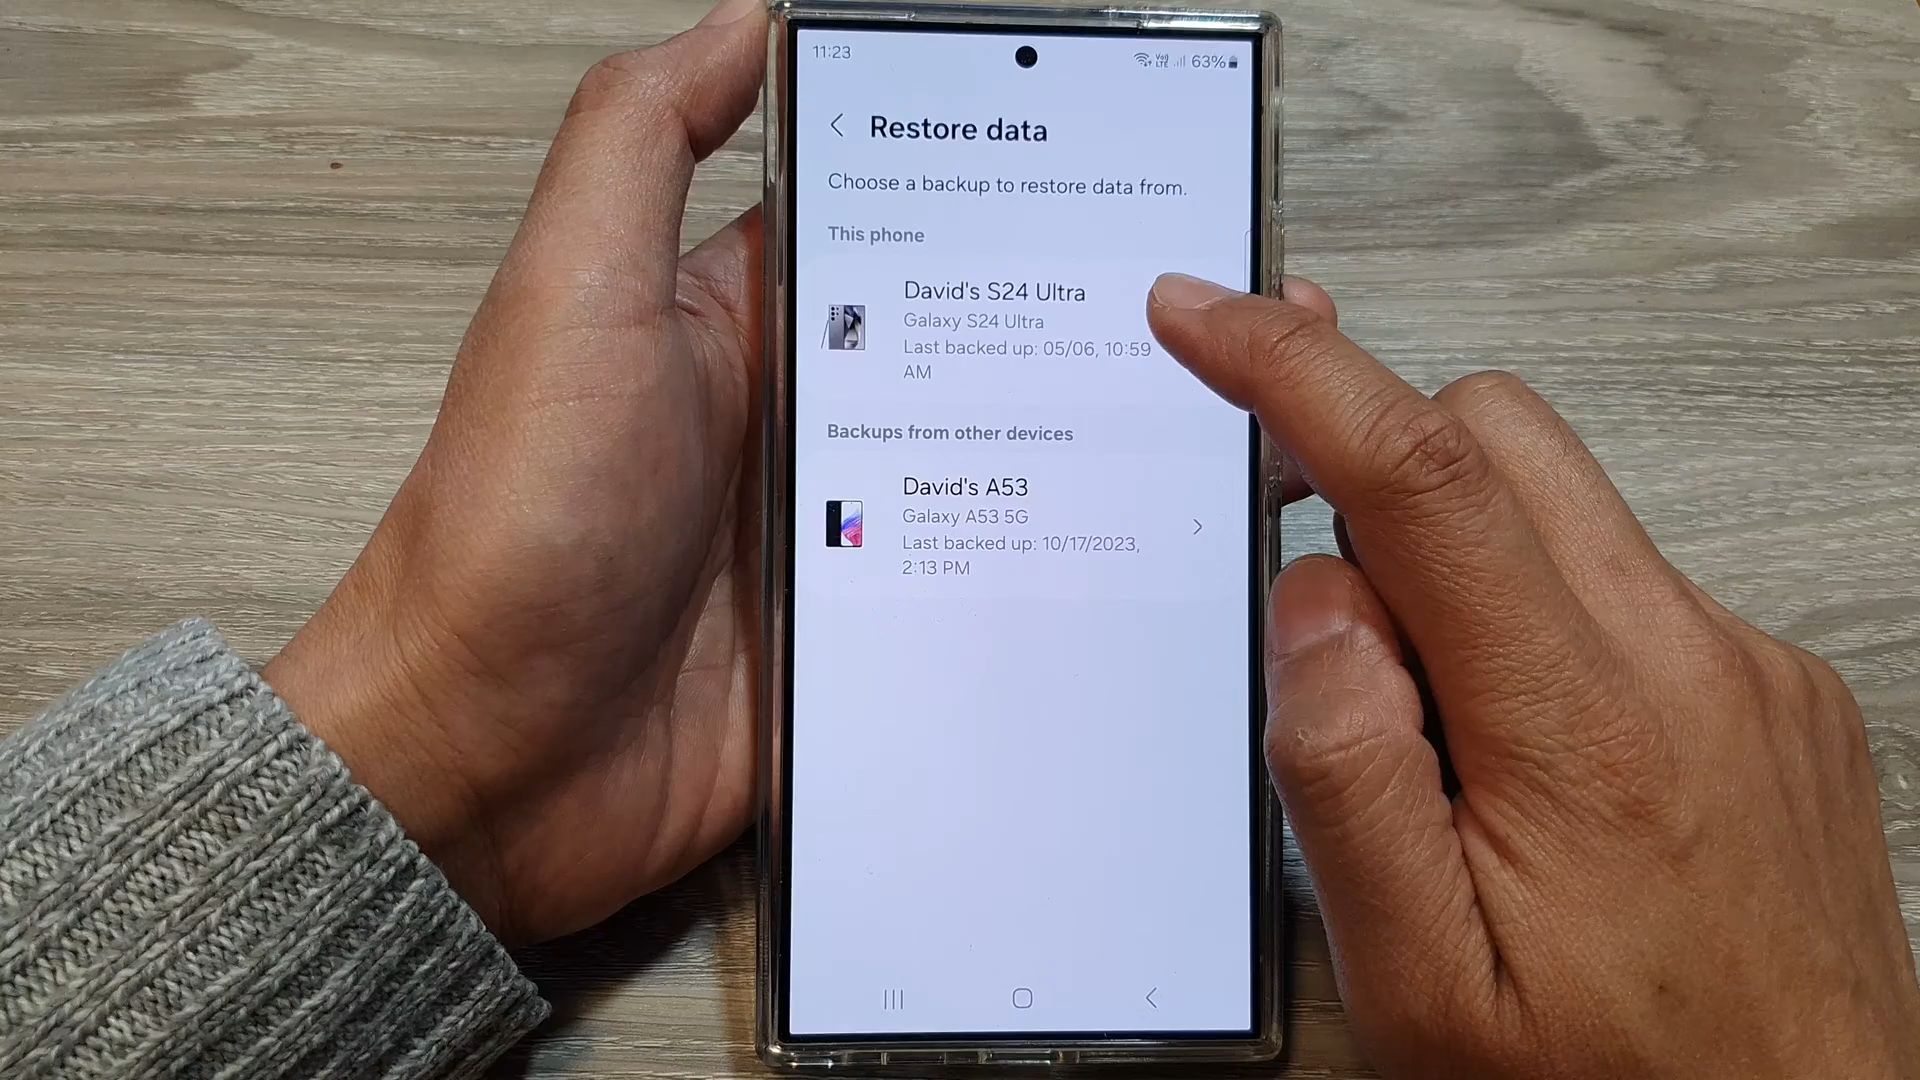 11:23
Vo)
LTE
63%
Restore data
Choose a backup to restore data from.
This phone
David's S24 Ultra
Galaxy S24 Ultra
Last backed up: 05/06, 10:59
AM
Backups from other devices
David's A53
Galaxy A53 5G
Last backed up: 10/17/2023,
2:13 PM